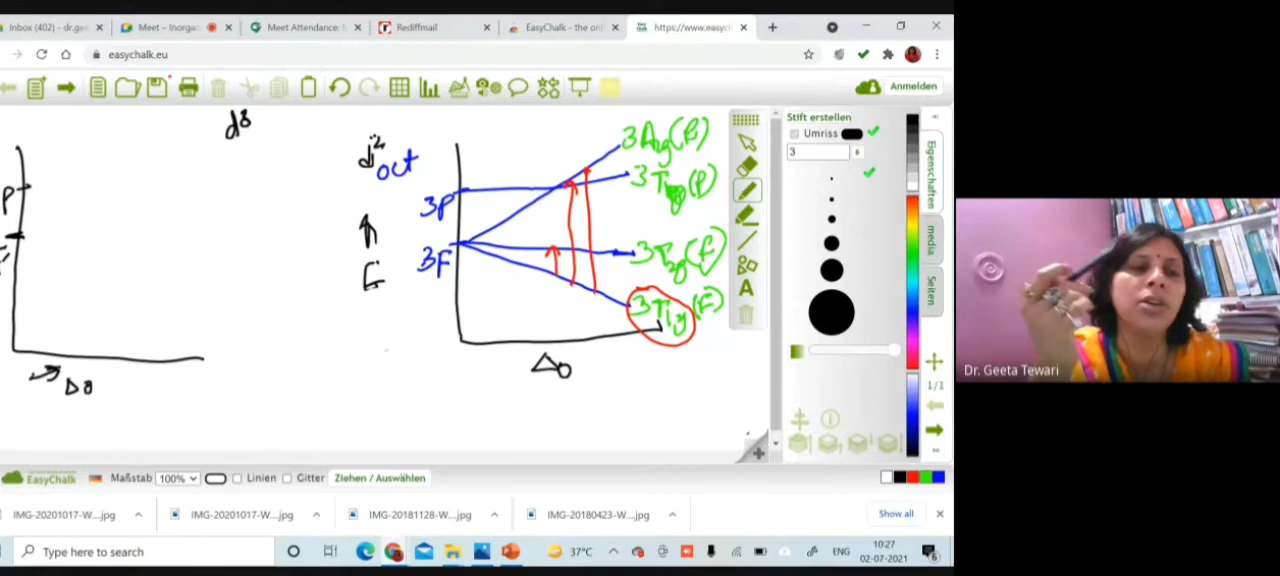 Inbox (402) - dr.gee
Meet – Inorgan
Meet Attendance:
Rediffmail
EasyChalk - the onl
https://www.easych
easychalk.eu
Anmelden
d8
d2
oct
3P
3F
E
Δo
3A2g(F)
3T1g(P)
3T2g(F)
3T1g(F)
P
F
Δo
Stift erstellen
Umriss
3
Eigenschaften
media
Seiten
1/1
Dr. Geeta Tewari
EasyChalk
Maßstab
100%
Linien
Gitter
Ziehen / Auswählen
IMG-20201017-W....jpg
IMG-20201017-W....jpg
IMG-20181128-W....jpg
IMG-20180423-W....jpg
Show all
Type here to search
37°C
ENG
10:27
02-07-2021